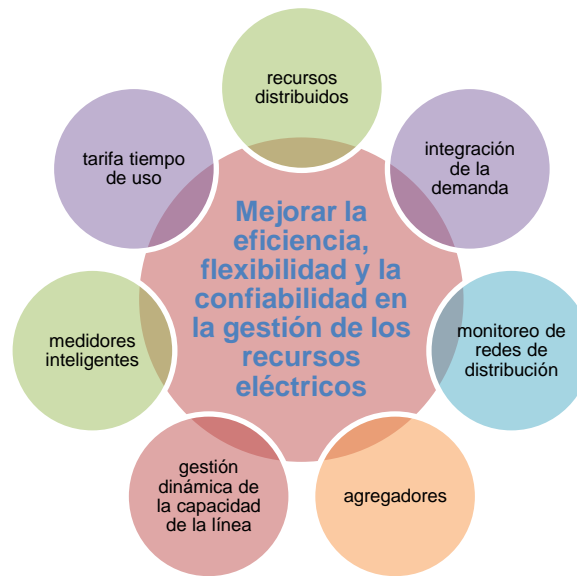 recursos
distribuidos
integración
de la
demanda
monitoreo de
redes de
distribución
agregadores
gestión
dinámica de
la capacidad
de la línea
medidores
inteligentes
tarifa tiempo
de uso
Mejorar la
eficiencia,
flexibilidad y la
confiabilidad en
la gestión de los
recursos
eléctricos